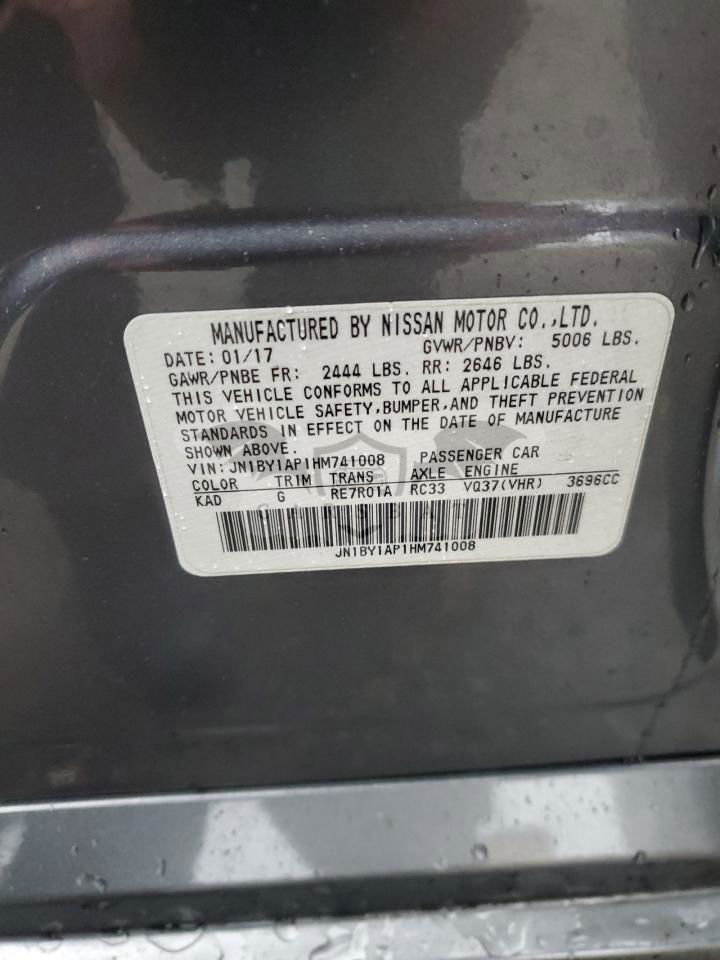 MANUFACTURED BY NISSAN MOTOR CO.,LTD.
DATE: 01/17 GVWR/PNBV: 5006 LBS.
GAWR/PNBE FR: 2444 LBS. RR: 2646 LBS.
THIS VEHICLE CONFORMS TO ALL APPLICABLE FEDERAL
MOTOR VEHICLE SAFETY,BUMPER,AND THEFT PREVENTION
STANDARDS IN EFFECT ON THE DATE OF MANUFACTURE
SHOWN ABOVE.
VIN: JN1BY1AP1HM741008 PASSENGER CAR
COLOR TRIM TRANS AXLE ENGINE
KAD G RE7R01A RC33 VQ37(VHR) 3696CC
JN1BY1AP1HM741008